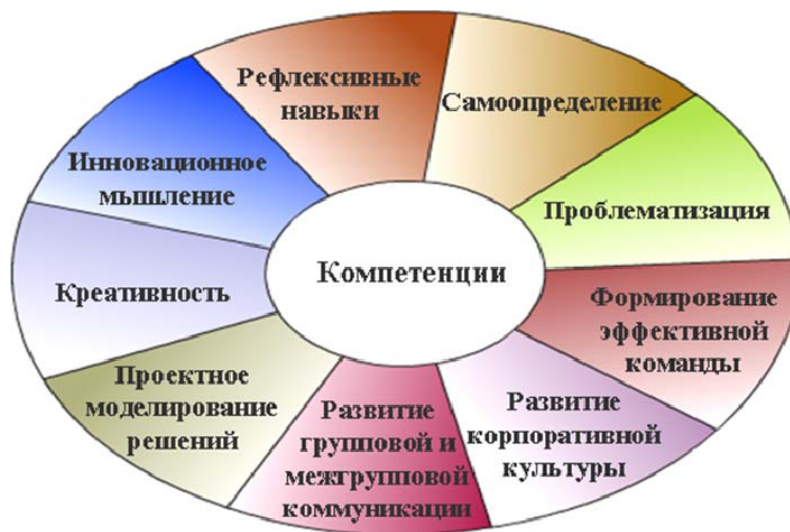 Рефлексивные
навыки
Самоопределение
Проблематизация
Формирование
эффективной
команды
Развитие
корпоративной
культуры
Развитие
групповой и
межгрупповой
коммуникации
Проектное
моделирование
решений
Креативность
Инновационное
мышление
Компетенции